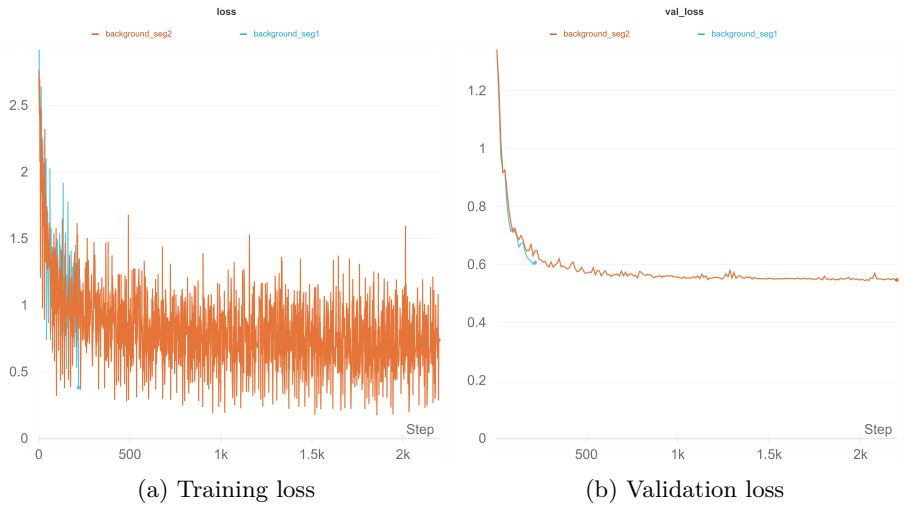 loss
background_seg2 background_seg1
2.5
2
1.5
1
0.5
0
Step
0 500 1k 1.5k 2k
(a) Training loss
val_loss
background_seg2 background_seg1
1.2
1
0.8
0.6
0.4
0.2
0
Step
500 1k 1.5k 2k
(b) Validation loss